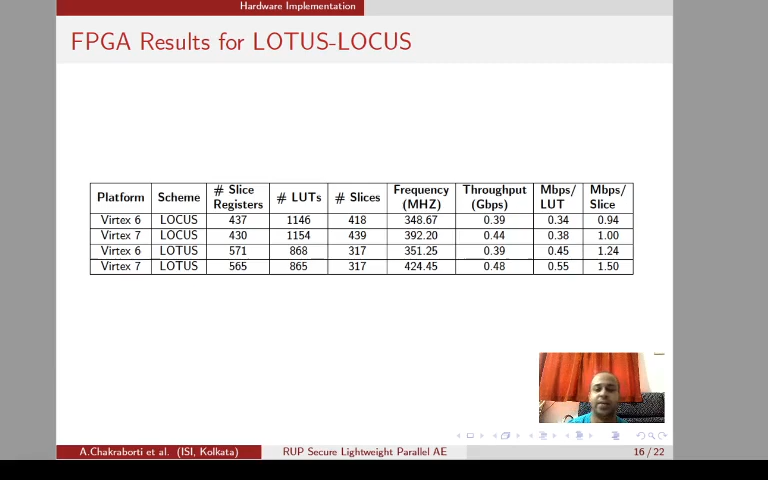 Hardware Implementation
FPGA Results for LOTUS-LOCUS
Platform Scheme # Slice Registers # LUTs # Slices Frequency (MHZ) Throughput (Gbps) Mbps/ LUT Mbps/ Slice
Virtex 6 LOCUS 437 1146 418 348.67 0.39 0.34 0.94
Virtex 7 LOCUS 430 1154 439 392.20 0.44 0.38 1.00
Virtex 6 LOTUS 571 868 317 351.25 0.39 0.45 1.24
Virtex 7 LOTUS 565 865 317 424.45 0.48 0.55 1.50
A.Chakraborti et al. (ISI, Kolkata) RUP Secure Lightweight Parallel AE 16 / 22